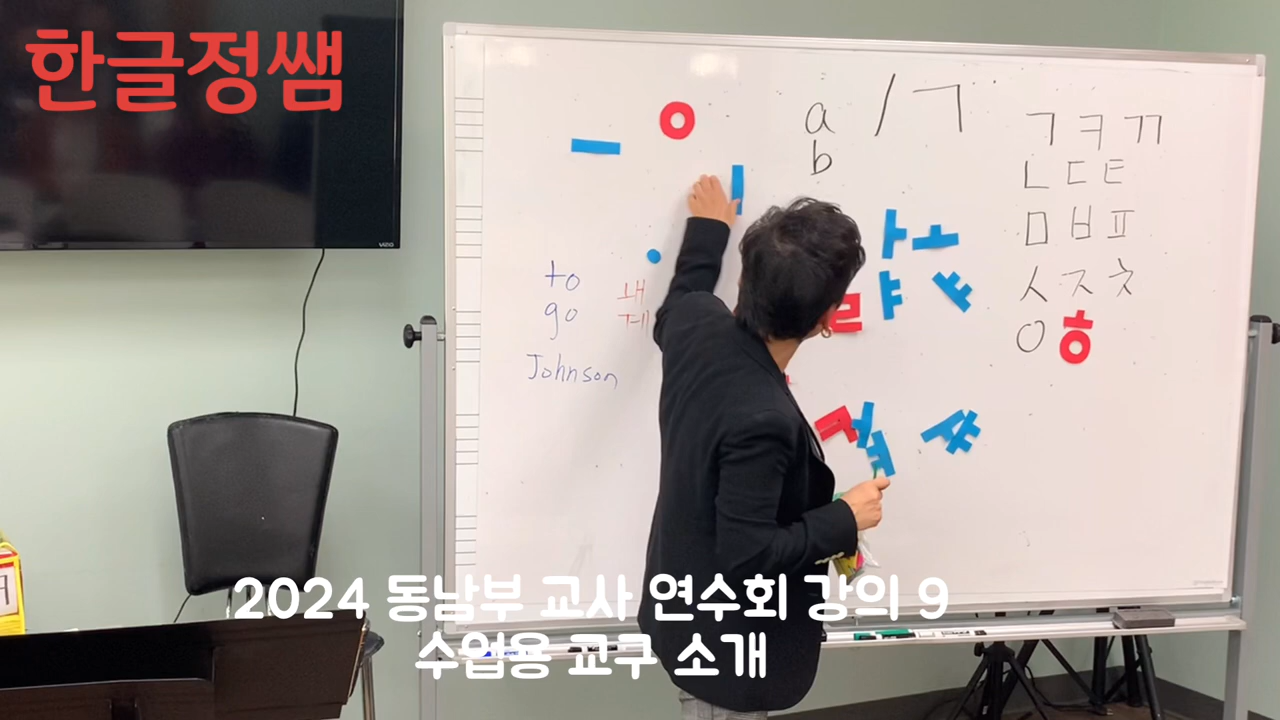 한글정쌤
VIZIO
a / ㄱ
b
ㄱ ㅋ ㄲ
ㄴ ㄷ ㅌ
ㅁ ㅂ ㅍ
ㅅ ㅈ ㅊ
ㅇ ㅎ
ㅡ ㅇ ㅣ
ㅏ ㅗ
ㅑ
ㄹ
to
go
Johnson
2024 동남부 교사 연수회 강의 9
수업용 교구 소개